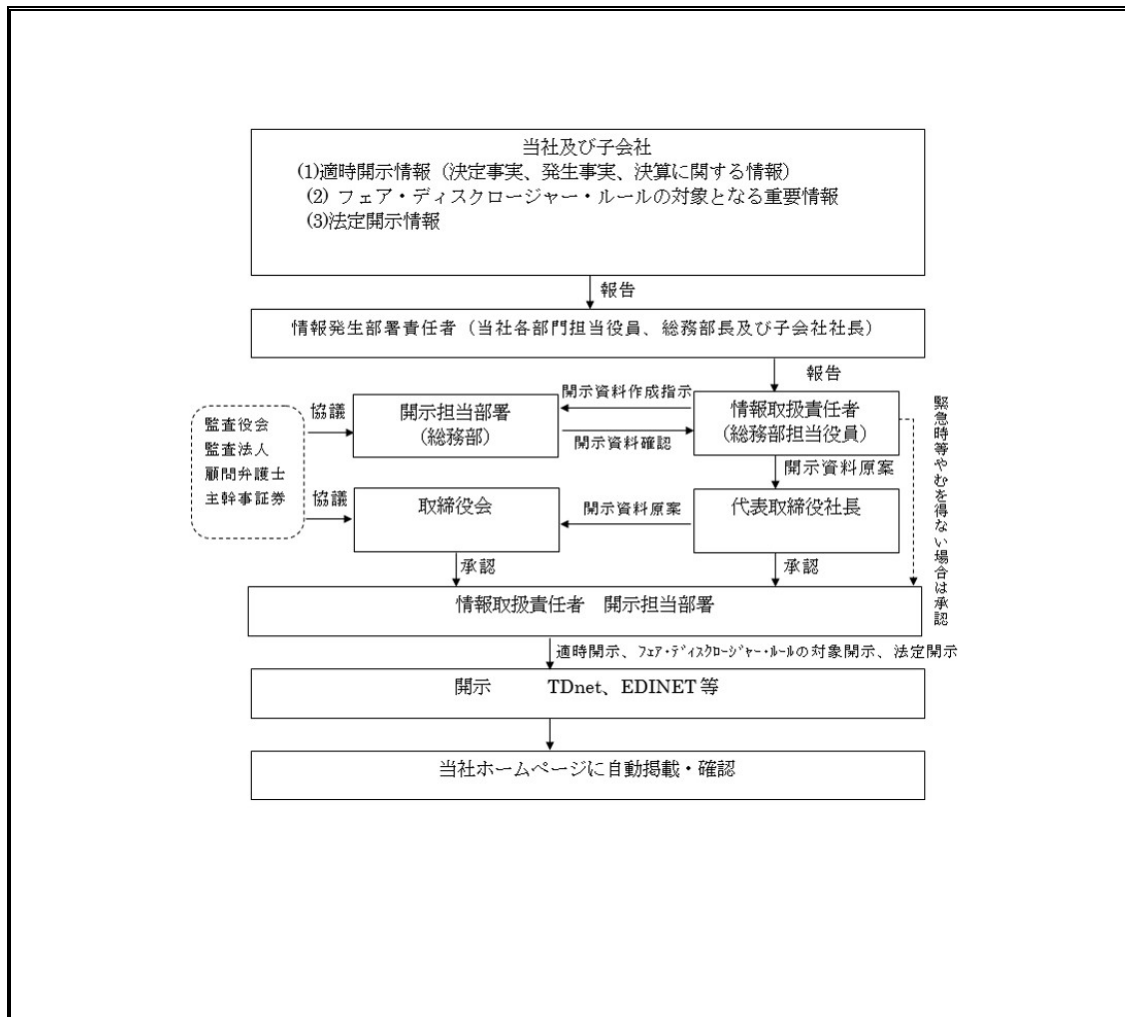 当社及び子会社
(1)適時開示情報（決定事実、発生事実、決算に関する情報）
(2) フェア・ディスクロージャー・ルールの対象となる重要情報
(3)法定開示情報
報告
情報発生部署責任者（当社各部門担当役員、総務部長及び子会社社長）
報告
監査役会
監査法人
顧問弁護士
主幹事証券
協議
開示担当部署
(総務部)
開示資料作成指示
開示資料確認
情報取扱責任者
(総務部担当役員)
緊急時等やむを得ない場合は承認
開示資料原案
協議
取締役会
開示資料原案
代表取締役社長
承認
承認
情報取扱責任者　開示担当部署
適時開示、ﾌｪｱ・ﾃﾞｨｽｸﾛｰｼﾞｬｰ・ﾙｰﾙの対象開示、法定開示
開示　　TDnet、EDINET 等
当社ホームページに自動掲載・確認